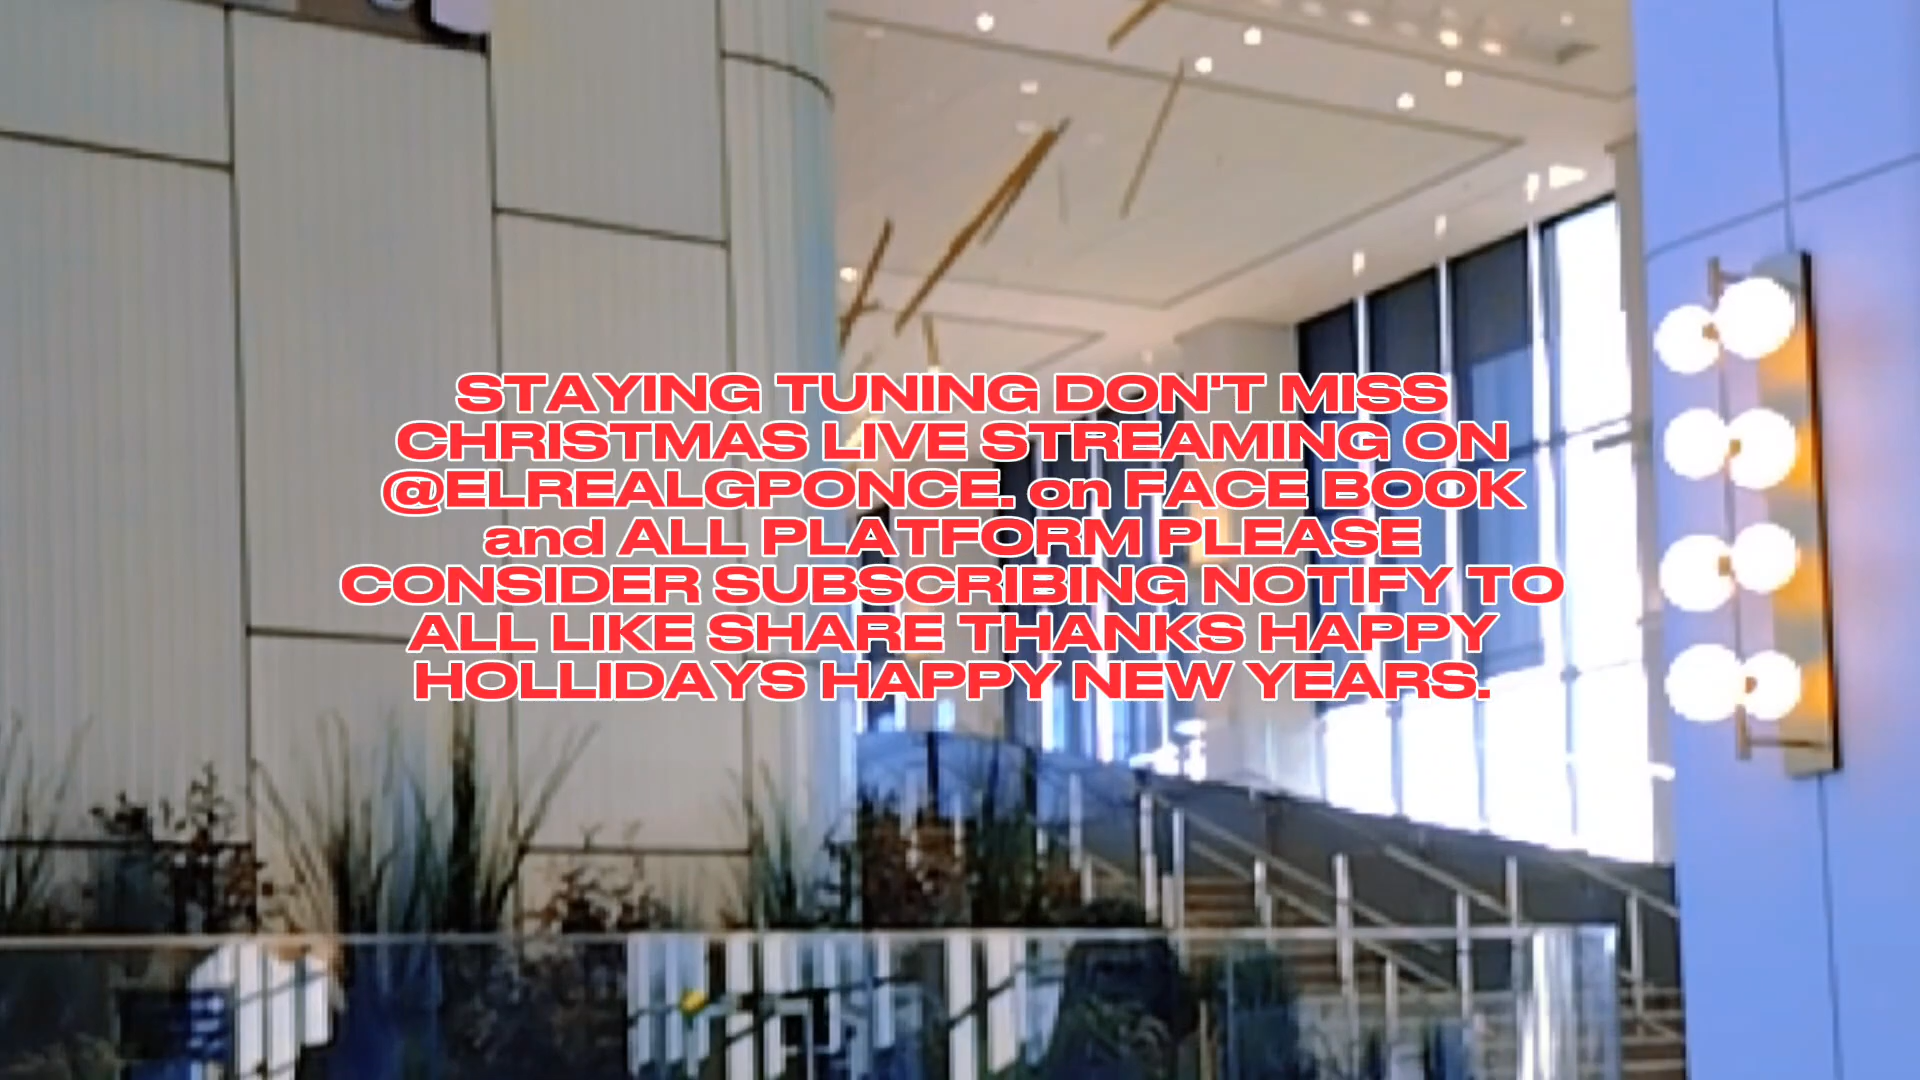 STAYING TUNING DON'T MISS
CHRISTMAS LIVE STREAMING ON
@ELREALGPONCE. on FACE BOOK
and ALL PLATFORM PLEASE
CONSIDER SUBSCRIBING NOTIFY TO
ALL LIKE SHARE THANKS HAPPY
HOLLIDAYS HAPPY NEW YEARS.